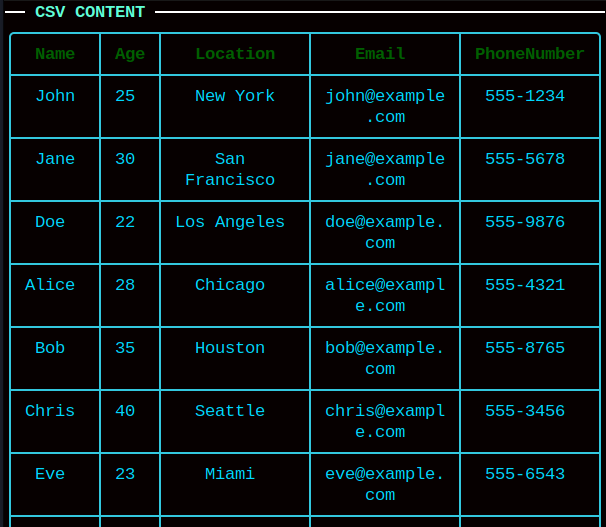 CSV CONTENT
Name Age Location Email PhoneNumber
John 25 New York john@example 555-1234
.com
Jane 30 San jane@example 555-5678
Francisco .com
Doe 22 Los Angeles doe@example. 555-9876
com
Alice 28 Chicago alice@exampl 555-4321
e.com
Bob 35 Houston bob@example. 555-8765
com
Chris 40 Seattle chris@exampl 555-3456
e.com
Eve 23 Miami eve@example. 555-6543
com